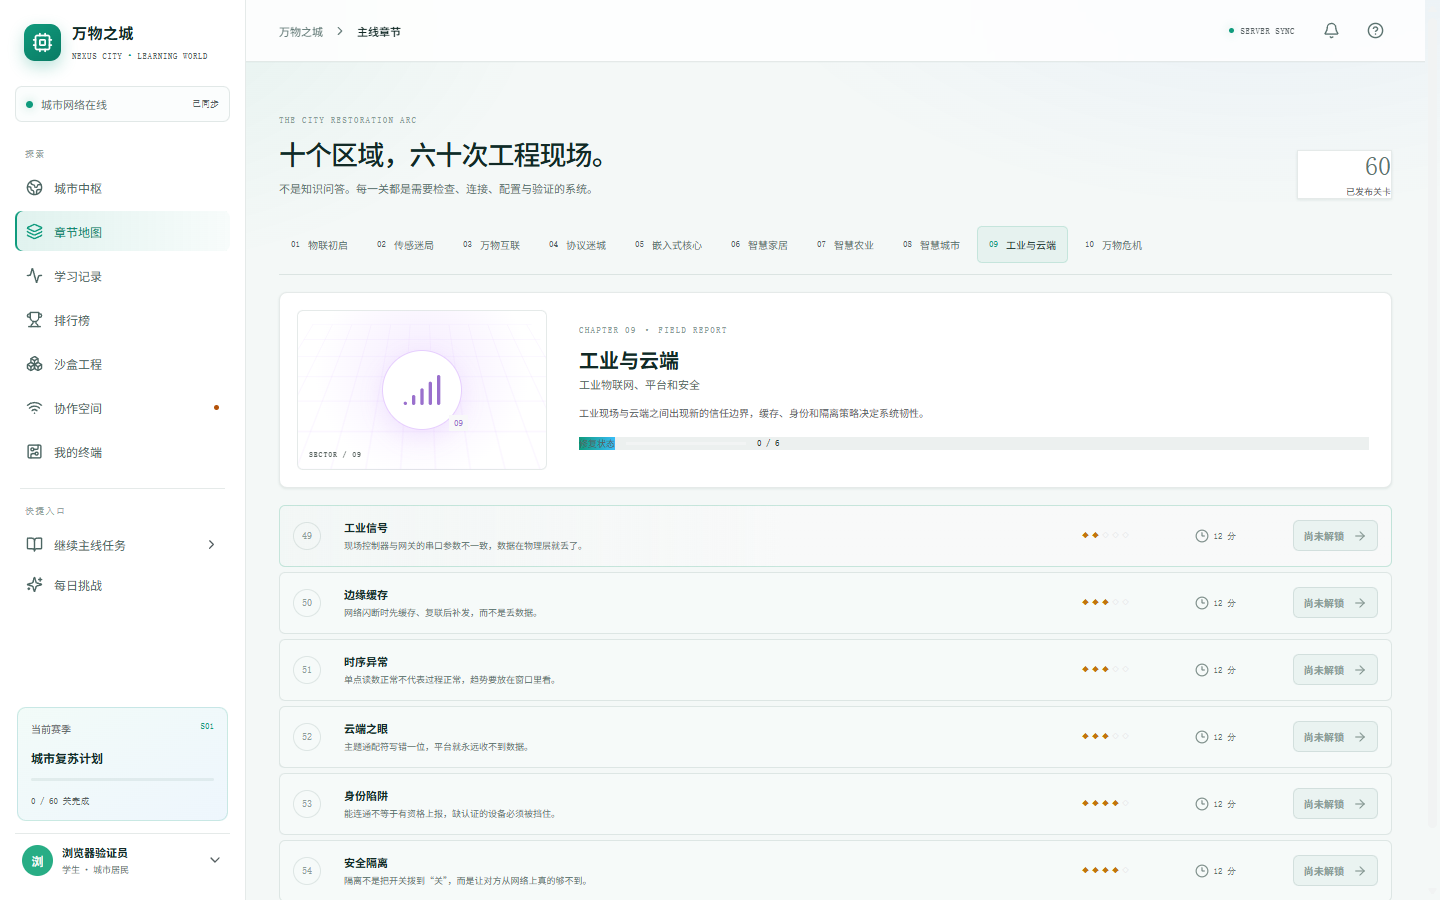 万物之城
NEXUS CITY • LEARNING WORLD
城市网络在线
已同步
探索
城市中枢
章节地图
学习记录
排行榜
沙盒工程
协作空间
我的终端
快捷入口
继续主线任务
每日挑战
当前赛季
S01
城市复苏计划
0 / 60 关完成
浏
浏览器验证员
学生 · 城市居民
万物之城
主线章节
SERVER SYNC
THE CITY RESTORATION ARC
十个区域，六十次工程现场。
不是知识问答。每一关都是需要检查、连接、配置与验证的系统。
60
已发布关卡
01 物联初启
02 传感迷局
03 万物互联
04 协议迷城
05 嵌入式核心
06 智慧家居
07 智慧农业
08 智慧城市
09 工业与云端
10 万物危机
09
SECTOR / 09
CHAPTER 09 • FIELD REPORT
工业与云端
工业物联网、平台和安全
工业现场与云端之间出现新的信任边界，缓存、身份和隔离策略决定系统韧性。
修复状态
0 / 6
49
工业信号
现场控制器与网关的串口参数不一致，数据在物理层就丢了。
12 分
尚未解锁
50
边缘缓存
网络闪断时先缓存、复联后补发，而不是丢数据。
12 分
尚未解锁
51
时序异常
单点读数正常不代表过程正常，趋势要放在窗口里看。
12 分
尚未解锁
52
云端之眼
主题通配符写错一位，平台就永远收不到数据。
12 分
尚未解锁
53
身份陷阱
能连通不等于有资格上报，缺认证的设备必须被挡住。
12 分
尚未解锁
54
安全隔离
隔离不是把开关拨到“关”，而是让对方从网络上真的够不到。
12 分
尚未解锁